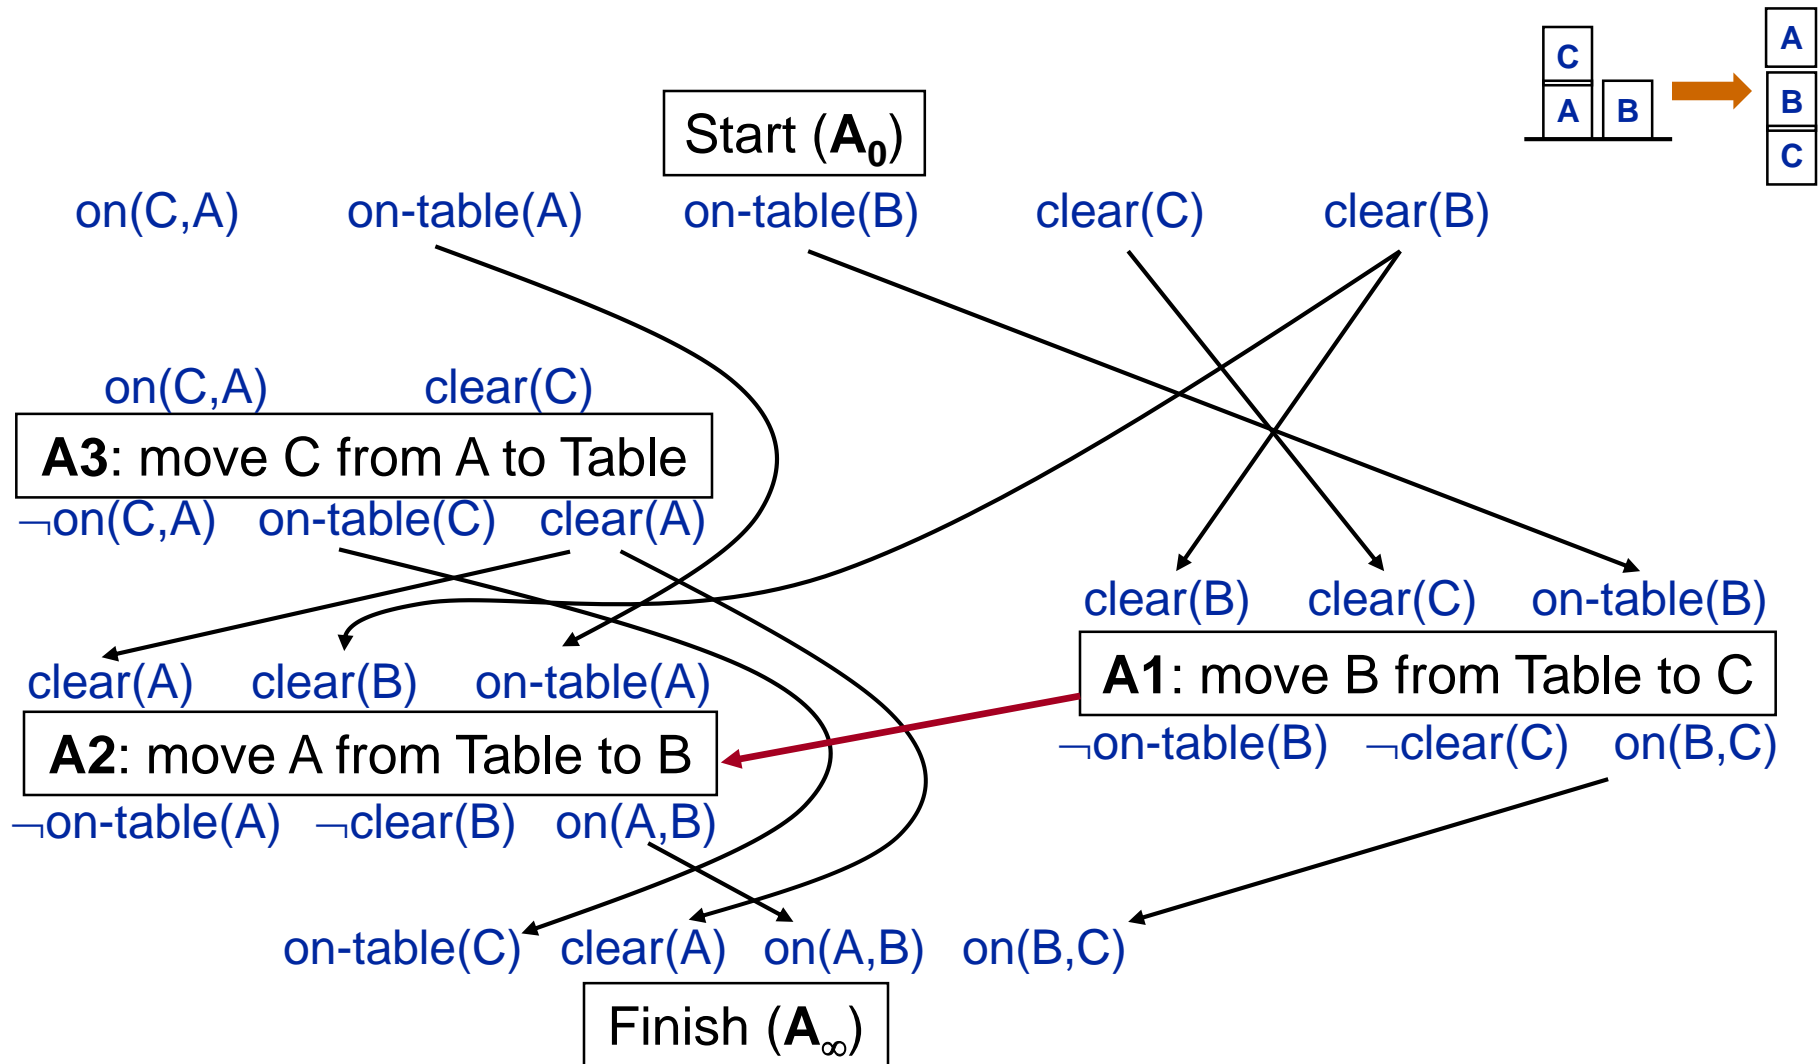 C
A B
A
B
C
Start (A₀)
on(C,A) on-table(A) on-table(B) clear(C) clear(B)
on(C,A) clear(C)
A3: move C from A to Table
¬on(C,A) on-table(C) clear(A)
clear(B) clear(C) on-table(B)
A1: move B from Table to C
¬on-table(B) ¬clear(C) on(B,C)
clear(A) clear(B) on-table(A)
A2: move A from Table to B
¬on-table(A) ¬clear(B) on(A,B)
on-table(C) clear(A) on(A,B) on(B,C)
Finish (A∞)